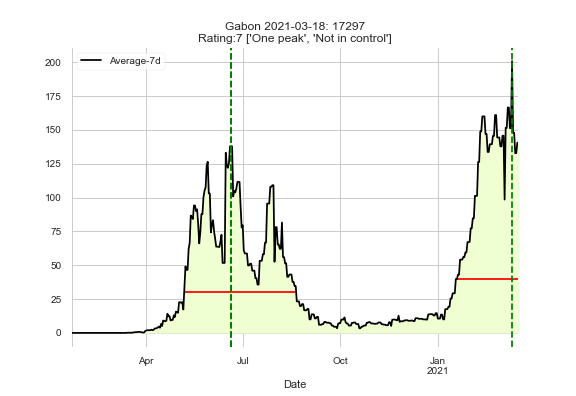 Gabon 2021-03-18: 17297
Rating:7 ['One peak', 'Not in control']
Average-7d
200
175
150
125
100
75
50
25
0
Apr
Jul
Oct
Jan
2021
Date